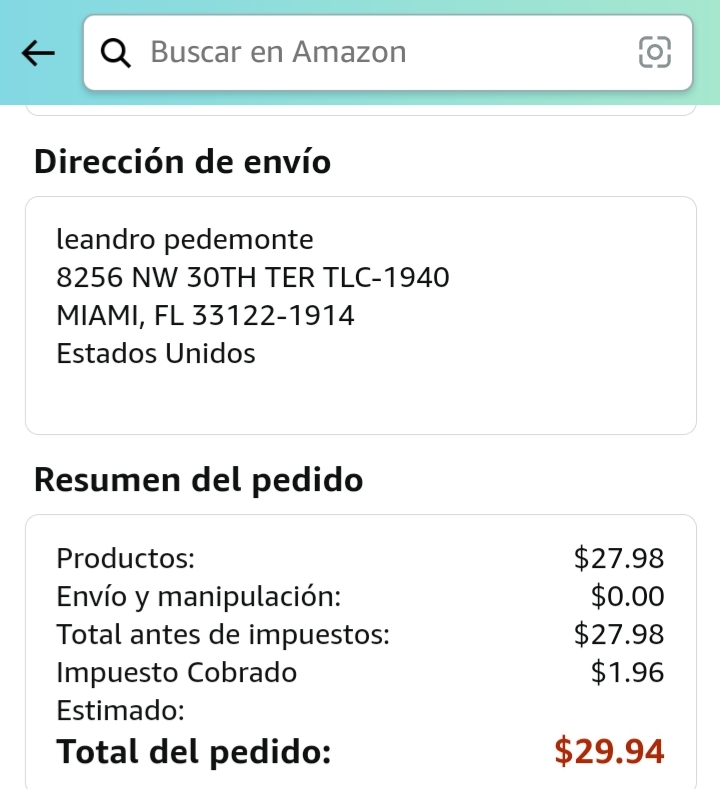 Buscar en Amazon
Dirección de envío
leandro pedemonte
8256 NW 30TH TER TLC-1940
MIAMI, FL 33122-1914
Estados Unidos
Resumen del pedido
Productos: $27.98
Envío y manipulación: $0.00
Total antes de impuestos: $27.98
Impuesto Cobrado $1.96
Estimado:
Total del pedido: $29.94